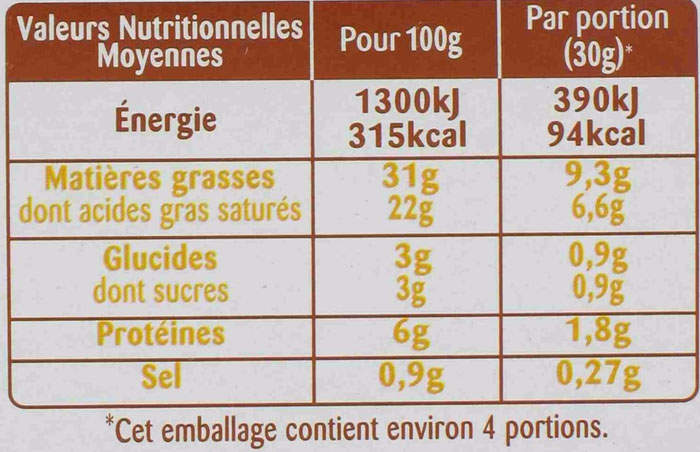 Valeurs Nutritionnelles Moyennes Pour 100g Par portion (30g)*
Énergie 1300kJ 390kJ
315kcal 94kcal
Matières grasses 31g 9,3g
dont acides gras saturés 22g 6,6g
Glucides 3g 0,9g
dont sucres 3g 0,9g
Protéines 6g 1,8g
Sel 0,9g 0,27g
*Cet emballage contient environ 4 portions.